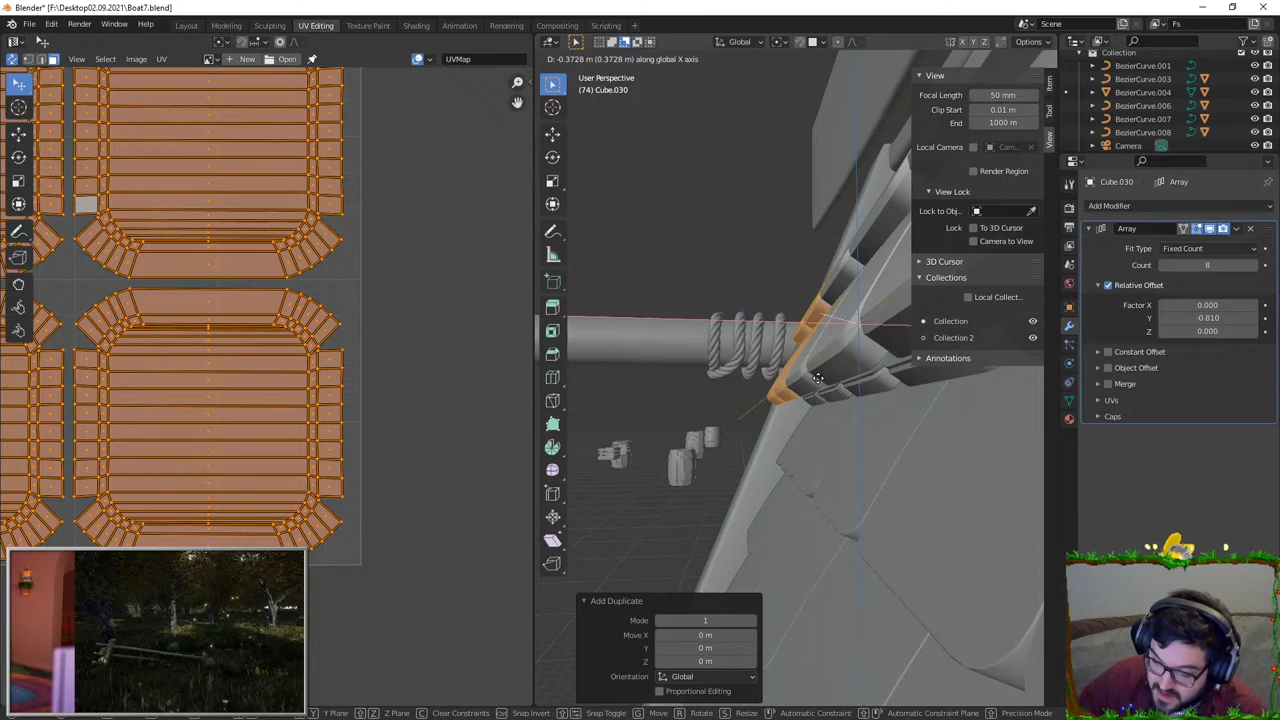 Blender* [F:\Desktop02.09.2021\Boat7.blend]
File Edit Render Window Help
Layout Modeling Sculpting UV Editing Texture Paint Shading Animation Rendering Compositing Scripting
Scene Fs
Global Options
View Select Image UV New Open UVMap
D: -0.3728 m (0.3728 m) along global X axis
X Y Z
User Perspective
(74) Cube.030
View
Focal Length 50 mm
Clip Start 0.01 m
End 1000 m
Local Camera Cam...
Render Region
View Lock
Lock to Obj...
Lock To 3D Cursor
Camera to View
3D Cursor
Collections
Local Collect...
Collection
Collection 2
Annotations
Item
Tool
View
Collection
BezierCurve.001
BezierCurve.003
BezierCurve.004
BezierCurve.006
BezierCurve.007
BezierCurve.008
Camera
Cube.030 Array
Add Modifier
Array
Fit Type Fixed Count
Count 8
Relative Offset
Factor X 0.000
Y -0.810
Z 0.000
Constant Offset
Object Offset
Merge
UVs
Caps
Add Duplicate
Mode 1
Move X 0 m
Y 0 m
Z 0 m
Orientation Global
Proportional Editing
Y Plane Z Plane Clear Constraints Snap Invert Snap Toggle G Move R Rotate S Resize Automatic Constraint Automatic Constraint Plane Precision Mode